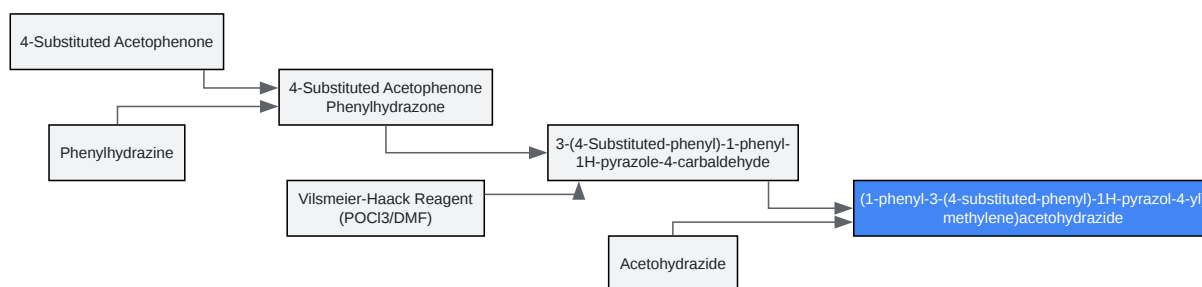 4-Substituted Acetophenone
4-Substituted Acetophenone
Phenylhydrazone
Phenylhydrazine
3-(4-Substituted-phenyl)-1-phenyl-
1H-pyrazole-4-carbaldehyde
Vilsmeier-Haack Reagent
(POCl3/DMF)
(1-phenyl-3-(4-substituted-phenyl)-1H-pyrazol-4-yl)
methylene)acetohydrazide
Acetohydrazide